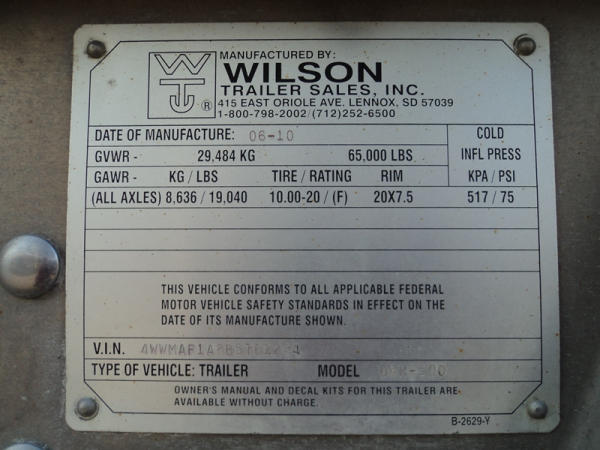 WTJ ®
MANUFACTURED BY:
WILSON
TRAILER SALES, INC.
415 EAST ORIOLE AVE. LENNOX, SD 57039
1-800-798-2002 / (712)252-6500
DATE OF MANUFACTURE: 06-10
COLD
GVWR - 29,484 KG 65,000 LBS
INFL PRESS
GAWR - KG / LBS TIRE / RATING RIM KPA / PSI
(ALL AXLES) 8,636 / 19,040 10.00-20 / (F) 20X7.5 517 / 75
THIS VEHICLE CONFORMS TO ALL APPLICABLE FEDERAL
MOTOR VEHICLE SAFETY STANDARDS IN EFFECT ON THE
DATE OF ITS MANUFACTURE SHOWN.
V.I.N.
TYPE OF VEHICLE: TRAILER MODEL
OWNER'S MANUAL AND DECAL KITS FOR THIS TRAILER ARE
AVAILABLE WITHOUT CHARGE.
B-2629-Y